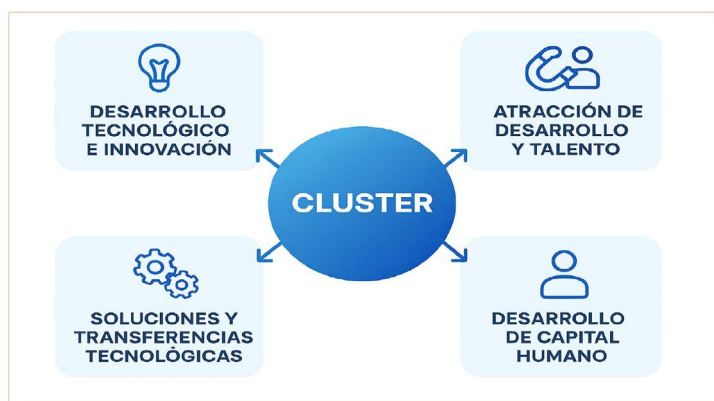 DESARROLLO
TECNOLÓGICO
E INNOVACIÓN
ATRACCIÓN DE
DESARROLLO
Y TALENTO
CLUSTER
SOLUCIONES Y
TRANSFERENCIAS
TECNOLÓGICAS
DESARROLLO
DE CAPITAL
HUMANO